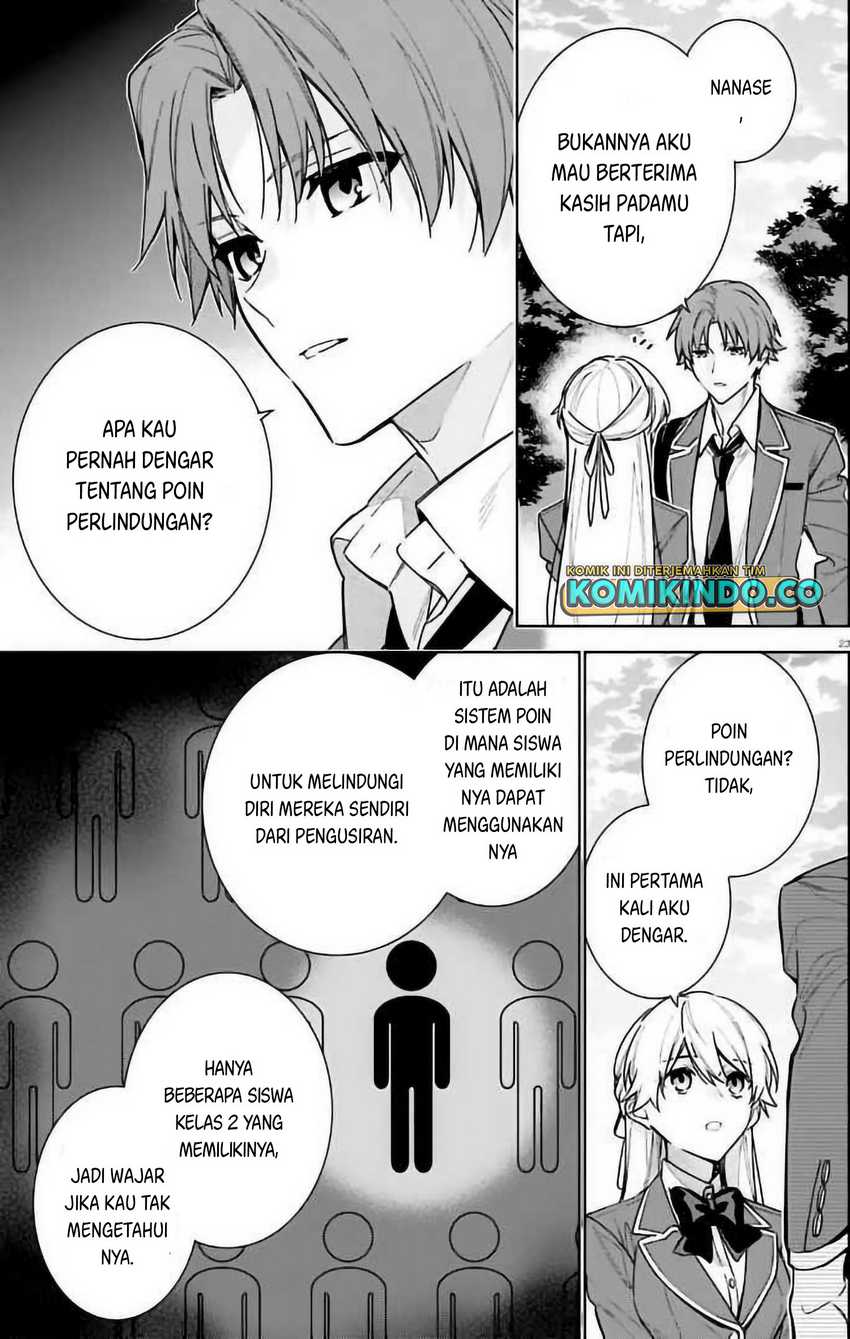 NANASE
,
BUKANNYA AKU
MAU BERTERIMA
KASIH PADAMU
TAPI,
KOMIK INI DITERJEMAHKAN TIM
KOMIKINDO.CO
APA KAU
PERNAH DENGAR
TENTANG POIN
PERLINDUNGAN?
POIN
PERLINDUNGAN?
TIDAK,
INI PERTAMA
KALI AKU
DENGAR.
ITU ADALAH
SISTEM POIN
DI MANA SISWA
YANG MEMILIKI
NYA DAPAT
MENGGUNAKAN
NYA
UNTUK MELINDUNGI
DIRI MEREKA SENDIRI
DARI PENGUSIRAN.
HANYA
BEBERAPA SISWA
KELAS 2 YANG
MEMILIKINYA,
JADI WAJAR
JIKA KAU TAK
MENGETAHUI
NYA.